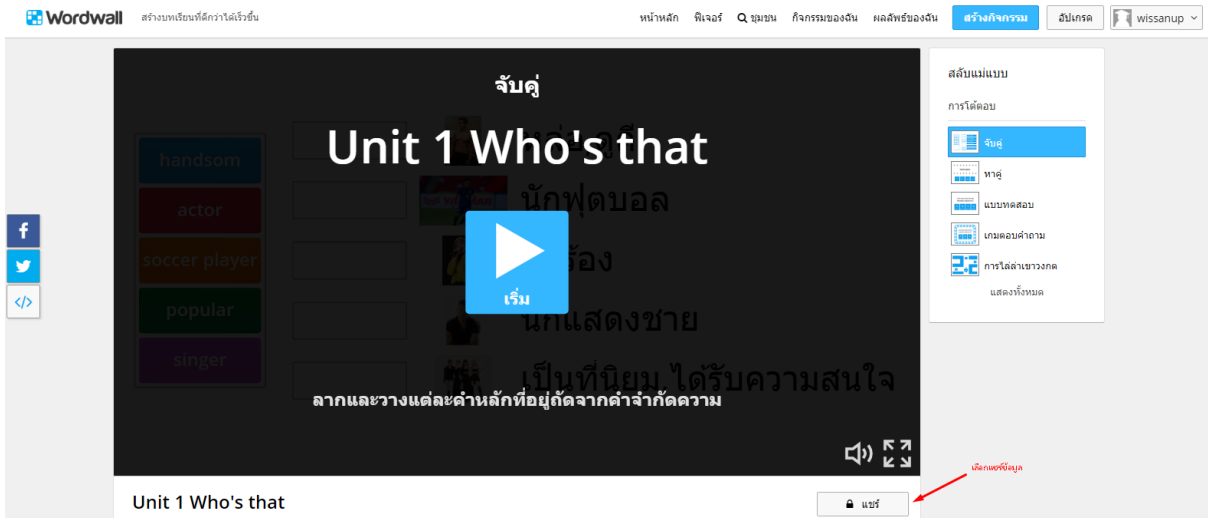 Wordwall สร้างบทเรียนที่ดีกว่าได้เร็วขึ้น หน้าหลัก ฟีเจอร์ ชุมชน กิจกรรมของฉัน ผลลัพธ์ของฉัน สร้างกิจกรรม อัปเกรด wissanup
จับคู่
Unit 1 Who's that
handsom
actor
นักฟุตบอล
soccer player
popular
นักแสดงชาย
singer
เป็นที่นิยม,ได้รับความสนใจ
เริ่ม
ลากและวางแต่ละคำหลักที่อยู่ถัดจากคำจำกัดความ
สลับแม่แบบ
การโต้ตอบ
จับคู่
หาคู่
แบบทดสอบ
เกมตอบคำถาม
การไล่ล่าเขาวงกต
แสดงทั้งหมด
เลือกแชร์ข้อมูล
Unit 1 Who's that
แชร์